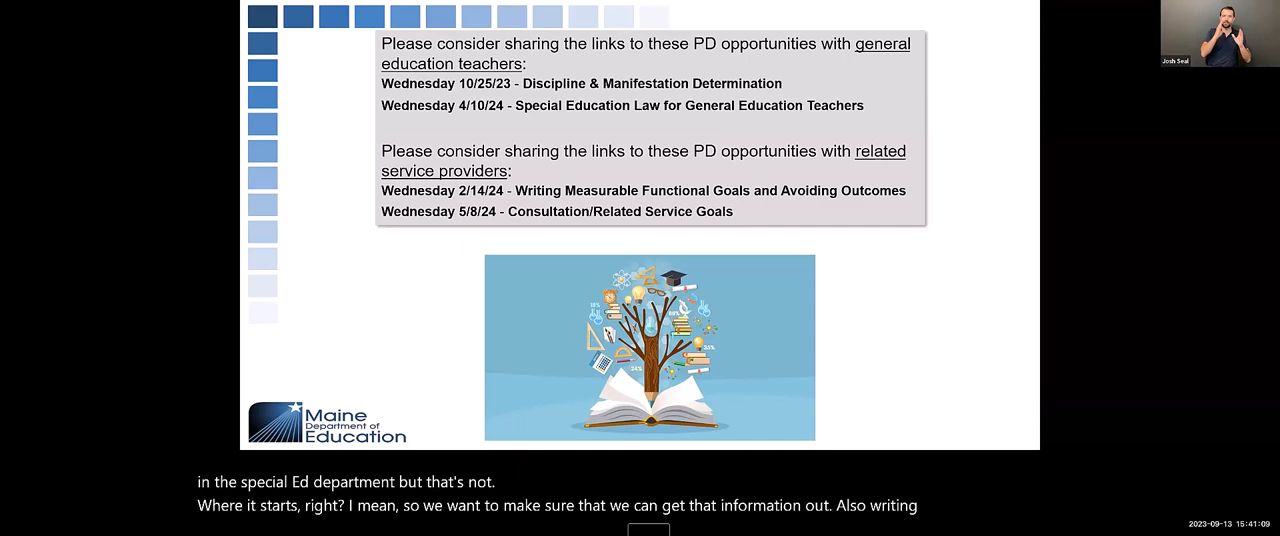 Please consider sharing the links to these PD opportunities with general
education teachers:
Wednesday 10/25/23 - Discipline & Manifestation Determination
Wednesday 4/10/24 - Special Education Law for General Education Teachers
Please consider sharing the links to these PD opportunities with related
service providers:
Wednesday 2/14/24 - Writing Measurable Functional Goals and Avoiding Outcomes
Wednesday 5/8/24 - Consultation/Related Service Goals
Josh Seal
24%
Maine
Department of
Education
in the special Ed department but that's not.
Where it starts, right? I mean, so we want to make sure that we can get that information out. Also writing
2023-09-13 15:41:09